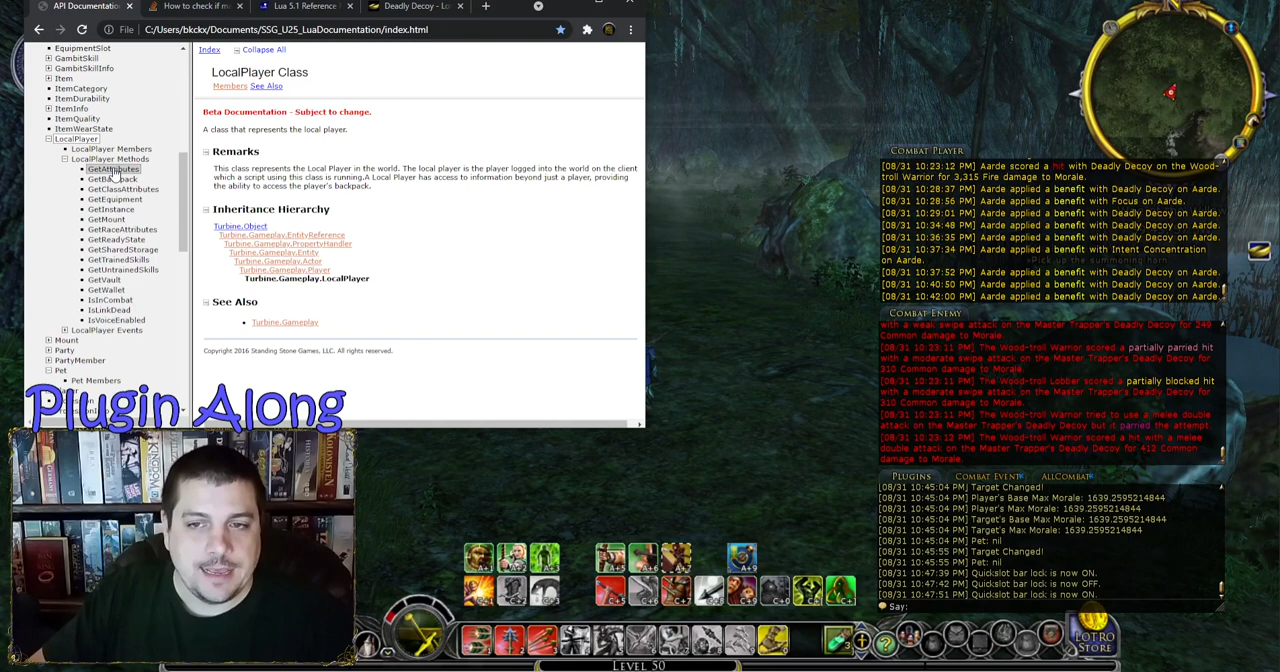 API Documentatio
How to check if m
Lua 5.1 Reference
Deadly Decoy - Lo
File
C:/Users/bkckx/Documents/SSG_U25_LuaDocumentation/index.html
EquipmentSlot
GambitSkill
GambitSkillInfo
Item
ItemCategory
ItemDurability
ItemInfo
ItemQuality
ItemWearState
LocalPlayer
LocalPlayer Members
LocalPlayer Methods
GetAttributes
GetBackpack
GetClassAttributes
GetEquipment
GetInstance
GetMount
GetRaceAttributes
GetReadyState
GetSharedStorage
GetTrainedSkills
GetUntrainedSkills
GetVault
GetWallet
IsInCombat
IsLinkDead
IsVoiceEnabled
LocalPlayer Events
Mount
Party
PartyMember
Pet
Pet Members
Index
Collapse All
LocalPlayer Class
Members See Also
Beta Documentation - Subject to change.
A class that represents the local player.
Remarks
This class represents the Local Player in the world. The local player is the player logged into the world on the client
which a script using this class is running.A Local Player has access to information beyond just a player, providing
the ability to access the player's backpack.
Inheritance Hierarchy
Turbine.Object
Turbine.Gameplay.EntityReference
Turbine.Gameplay.PropertyHandler
Turbine.Gameplay.Entity
Turbine.Gameplay.Actor
Turbine.Gameplay.Player
Turbine.Gameplay.LocalPlayer
See Also
Turbine.Gameplay
Copyright 2016 Standing Stone Games, LLC. All rights reserved.
Plugin Along
COMBAT PLAYER
[08/31 10:23:12 PM] Aarde scored a hit with Deadly Decoy on the Wood-
troll Warrior for 3,315 Fire damage to Morale.
[08/31 10:28:37 PM] Aarde applied a benefit with Deadly Decoy on Aarde.
[08/31 10:28:56 PM] Aarde applied a benefit with Focus on Aarde.
[08/31 10:29:01 PM] Aarde applied a benefit with Deadly Decoy on Aarde.
[08/31 10:34:48 PM] Aarde applied a benefit with Deadly Decoy on Aarde.
[08/31 10:36:35 PM] Aarde applied a benefit with Deadly Decoy on Aarde.
[08/31 10:37:34 PM] Aarde applied a benefit with Intent Concentration
on Aarde.
Pick up the summoning horn
[08/31 10:37:52 PM] Aarde applied a benefit with Deadly Decoy on Aarde.
[08/31 10:40:50 PM] Aarde applied a benefit with Deadly Decoy on Aarde.
[08/31 10:42:00 PM] Aarde applied a benefit with Deadly Decoy on Aarde.
COMBAT ENEMY
with a weak swipe attack on the Master Trapper's Deadly Decoy for 249
Common damage to Morale.
[08/31 10:23:11 PM] The Wood-troll Warrior scored a partially parried hit
with a moderate swipe attack on the Master Trapper's Deadly Decoy for
310 Common damage to Morale.
[08/31 10:23:11 PM] The Wood-troll Lobber scored a partially blocked hit
with a moderate swipe attack on the Master Trapper's Deadly Decoy for
310 Common damage to Morale.
[08/31 10:23:11 PM] The Wood-troll Warrior tried to use a melee double
attack on the Master Trapper's Deadly Decoy but it parried the attempt.
[08/31 10:23:12 PM] The Wood-troll Warrior scored a hit with a melee
double attack on the Master Trapper's Deadly Decoy for 412 Common
damage to Morale.
PLUGINS
COMBAT EVENT
ALLCOMBAT
[08/31 10:45:04 PM] Target Changed!
[08/31 10:45:04 PM] Player's Base Max Morale: 1639.2595214844
[08/31 10:45:04 PM] Player's Max Morale: 1639.2595214844
[08/31 10:45:04 PM] Target's Base Max Morale: 1639.2595214844
[08/31 10:45:04 PM] Target's Max Morale: 1639.2595214844
[08/31 10:45:04 PM] Pet: nil
[08/31 10:45:55 PM] Target Changed!
[08/31 10:45:55 PM] Pet: nil
[08/31 10:47:39 PM] Quickslot bar lock is now ON.
[08/31 10:47:42 PM] Quickslot bar lock is now OFF.
[08/31 10:47:51 PM] Quickslot bar lock is now ON.
Say:
LOTRO
STORE
LEVEL 50